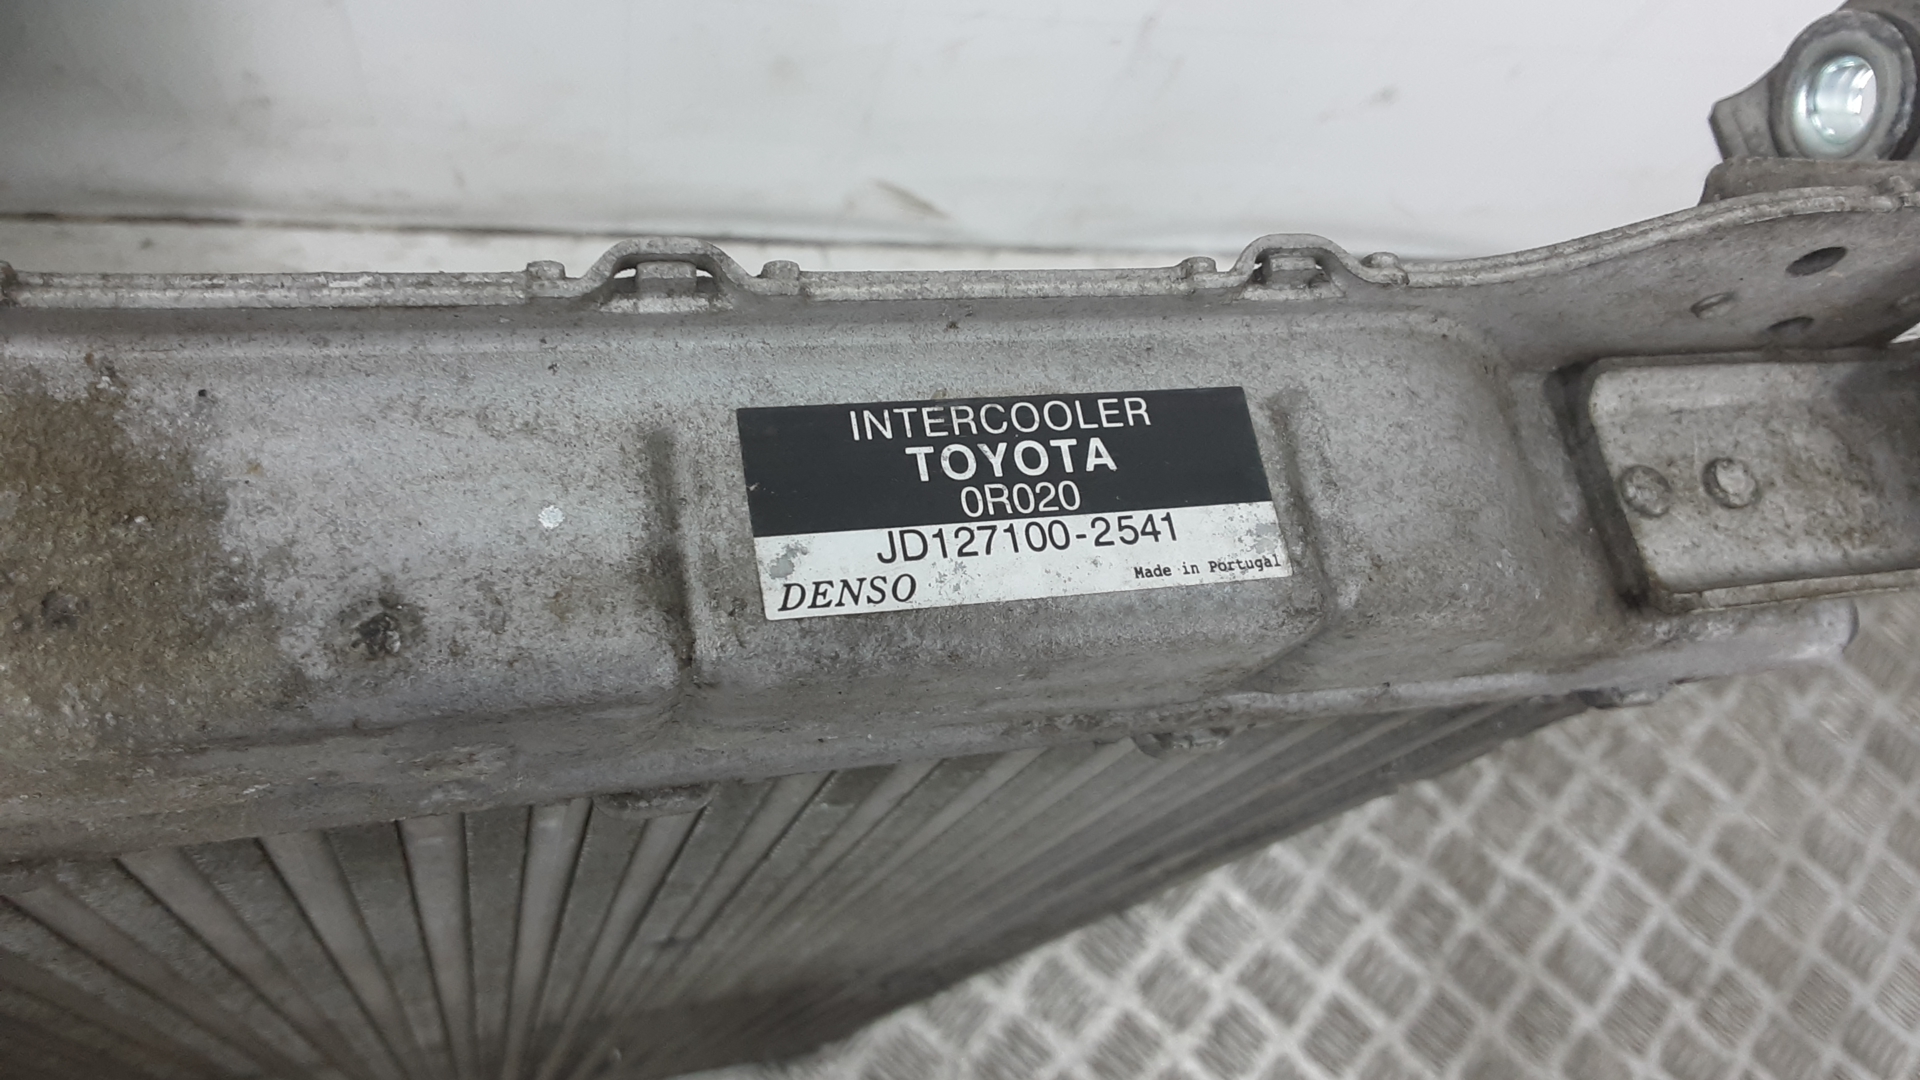 INTERCOOLER
TOYOTA
0R020
JD127100-2541
DENSO
Made in Portugal